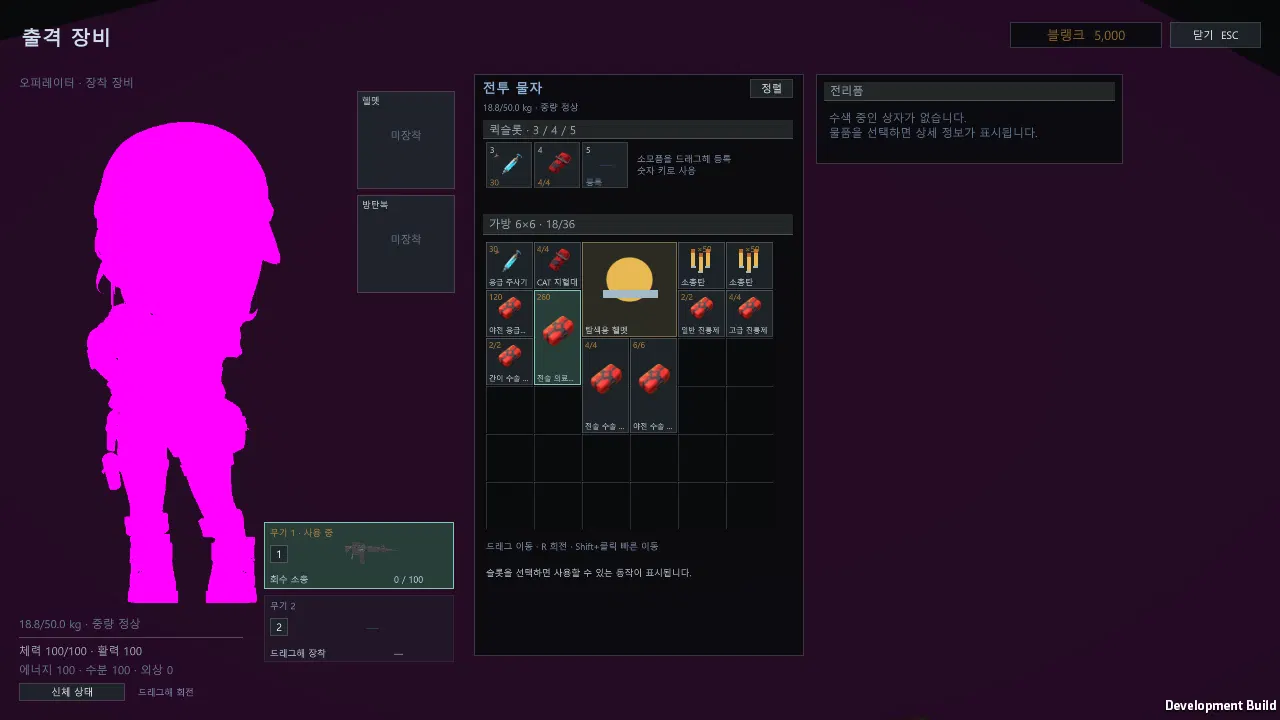 출격 장비
블랭크 5,000
닫기 ESC
오퍼레이터 · 장착 장비
헬멧
미장착
방탄복
미장착
무기 1 · 사용 중
1
회수 소총
0 / 100
무기 2
2
—
드래그해 장착
—
18.8/50.0 kg · 중량 정상
체력 100/100 · 활력 100
에너지 100 · 수분 100 · 외상 0
신체 상태
드래그해 회전
전투 물자
정렬
18.8/50.0 kg · 중량 정상
퀵슬롯 · 3 / 4 / 5
3
30
4
4/4
5
등록
소모품을 드래그해 등록
숫자 키로 사용
가방 6×6 · 18/36
30
응급 주사기
4/4
CAT 지혈대
탐색용 헬멧
×50
소총탄
×50
소총탄
120
야전 응급...
260
전술 의료...
2/2
일반 진통제
4/4
고급 진통제
2/2
간이 수술 ...
4/4
전술 수술 ...
6/6
야전 수술 ...
드래그 이동 · R 회전 · Shift+클릭 빠른 이동
슬롯을 선택하면 사용할 수 있는 동작이 표시됩니다.
전리품
수색 중인 상자가 없습니다.
물품을 선택하면 상세 정보가 표시됩니다.
Development Build